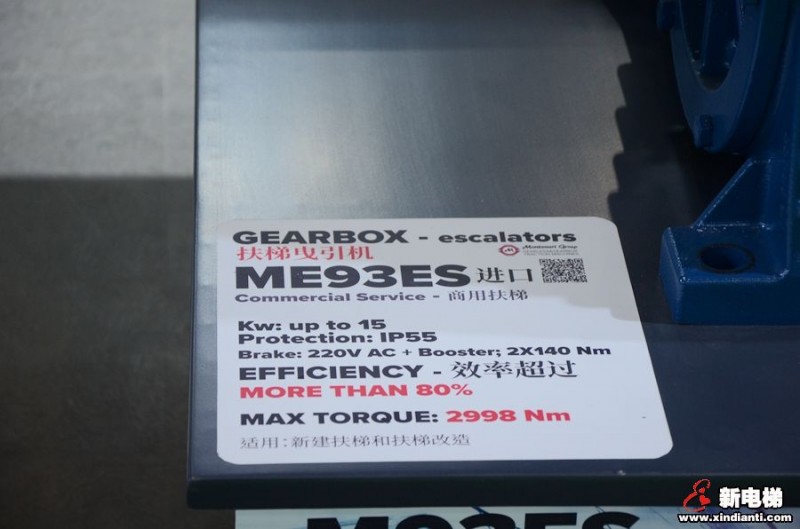 GEARBOX - escalators
扶梯曳引机
Montanari Group
ME93ES 进口
Commercial Service - 商用扶梯
Kw: up to 15
Protection: IP55
Brake: 220V AC + Booster; 2X140 Nm
EFFICIENCY - 效率超过
MORE THAN 80%
MAX TORQUE: 2998 Nm
适用:新建扶梯和扶梯改造
ME93ES
新电梯
www.xindianti.com